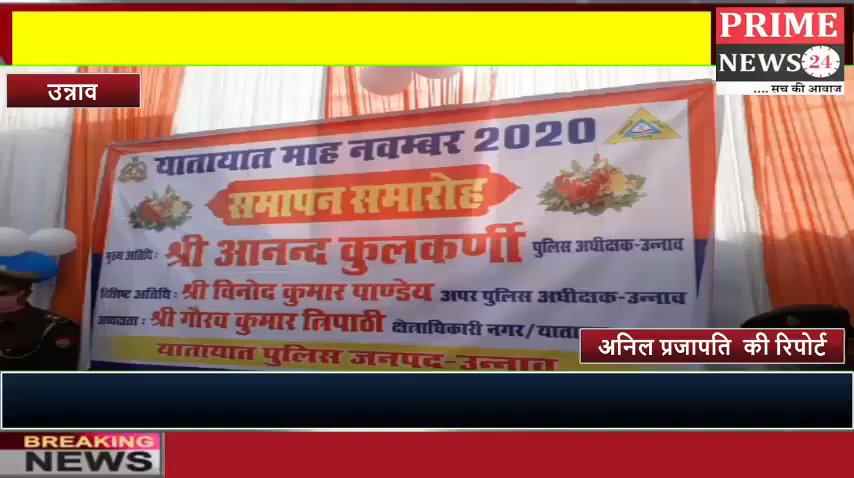 PRIME
NEWS 24
.... सच की आवाज
उन्नाव
यातायात माह नवम्बर 2020
समापन समारोह
मुख्य अतिथि: श्री आनन्द कुलकर्णी पुलिस अधीक्षक-उन्नाव
विशिष्ट अतिथि: श्री विनोद कुमार पाण्डेय अपर पुलिस अधीक्षक-उन्नाव
अध्यक्षता: श्री गौरव कुमार त्रिपाठी क्षेत्राधिकारी नगर/याता
यातायात पुलिस जनपद-उन्नाव
अनिल प्रजापति की रिपोर्ट
BREAKING
NEWS